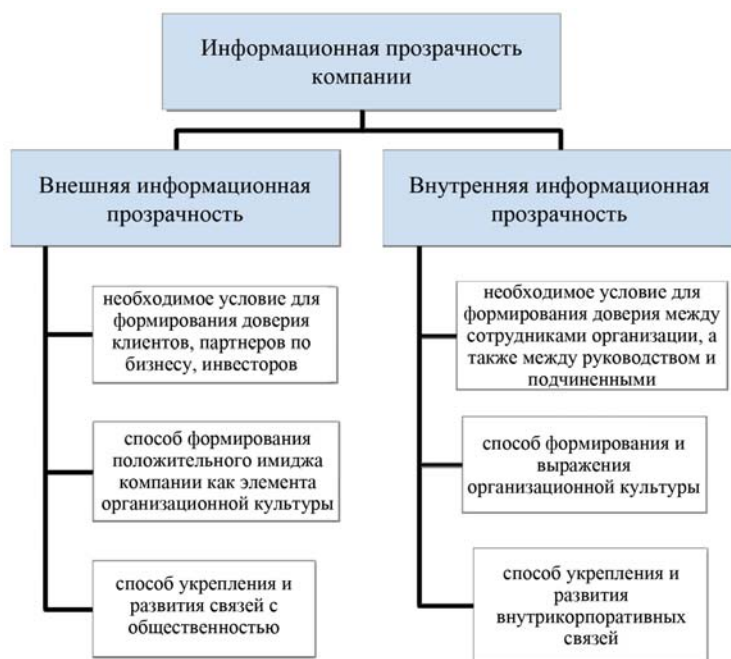 Информационная прозрачность
компании
Внешняя информационная
прозрачность
необходимое условие для
формирования доверия
клиентов, партнеров по
бизнесу, инвесторов
способ формирования
положительного имиджа
компании как элемента
организационной культуры
способ укрепления и
развития связей с
общественностью
Внутренняя информационная
прозрачность
необходимое условие для
формирования доверия между
сотрудниками организации, а
также между руководством и
подчиненными
способ формирования и
выражения
организационной культуры
способ укрепления и
развития
внутрикорпоративных
связей